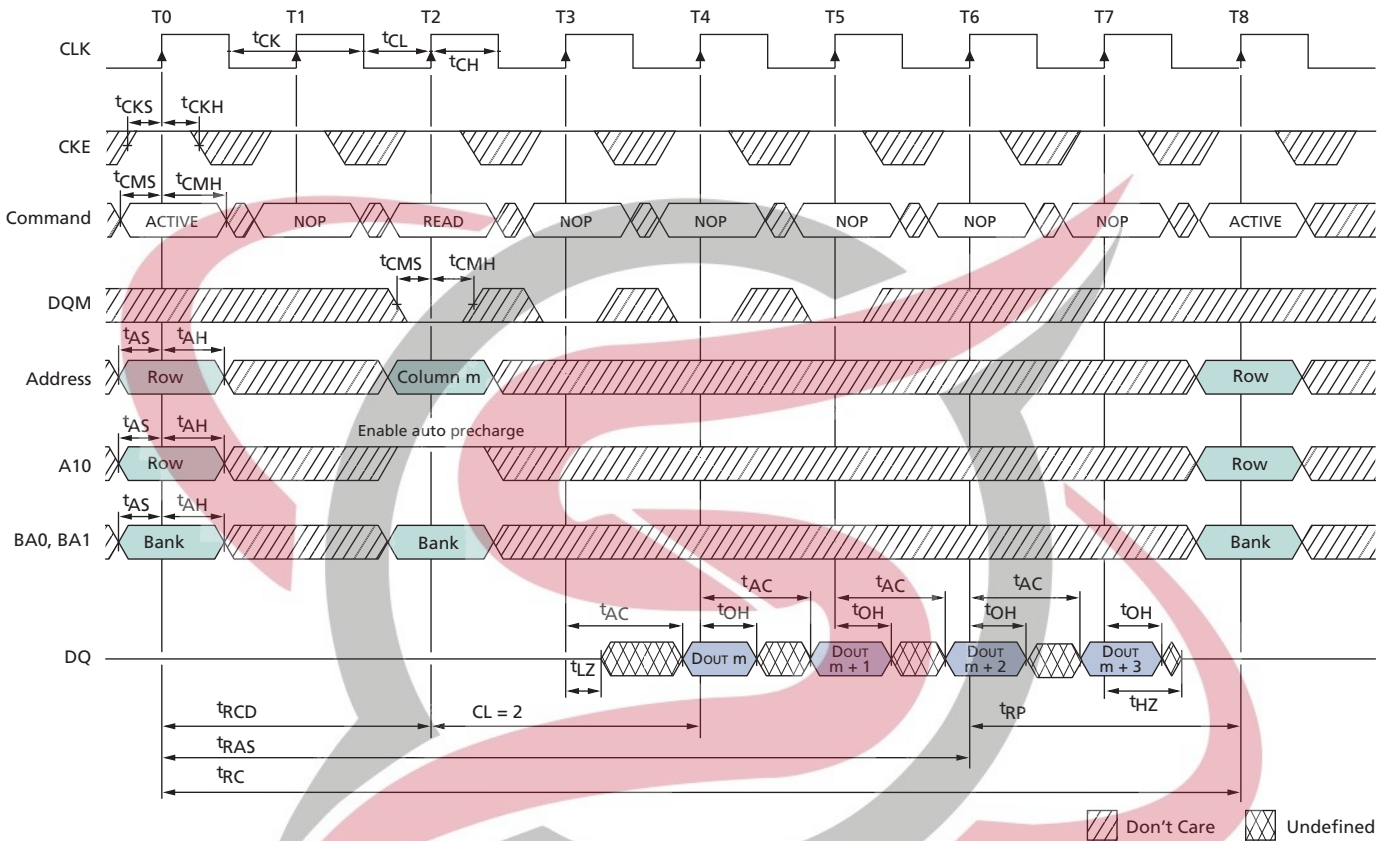 T0 T1 T2 T3 T4 T5 T6 T7 T8
CLK tCK tCL tCH
tCKS tCKH
CKE
tCMS tCMH
Command ACTIVE NOP READ NOP NOP NOP NOP NOP ACTIVE
tCMS tCMH
DQM
tAS tAH
Address Row Column m Row
tAS tAH Enable auto precharge
A10 Row Row
tAS tAH
BA0, BA1 Bank Bank Bank
tAC tAC tAC tAC
tOH tOH tOH tOH
DQ DOUT m DOUT m + 1 DOUT m + 2 DOUT m + 3
tLZ tHZ
tRCD CL = 2 tRP
tRAS
tRC
Don't Care Undefined